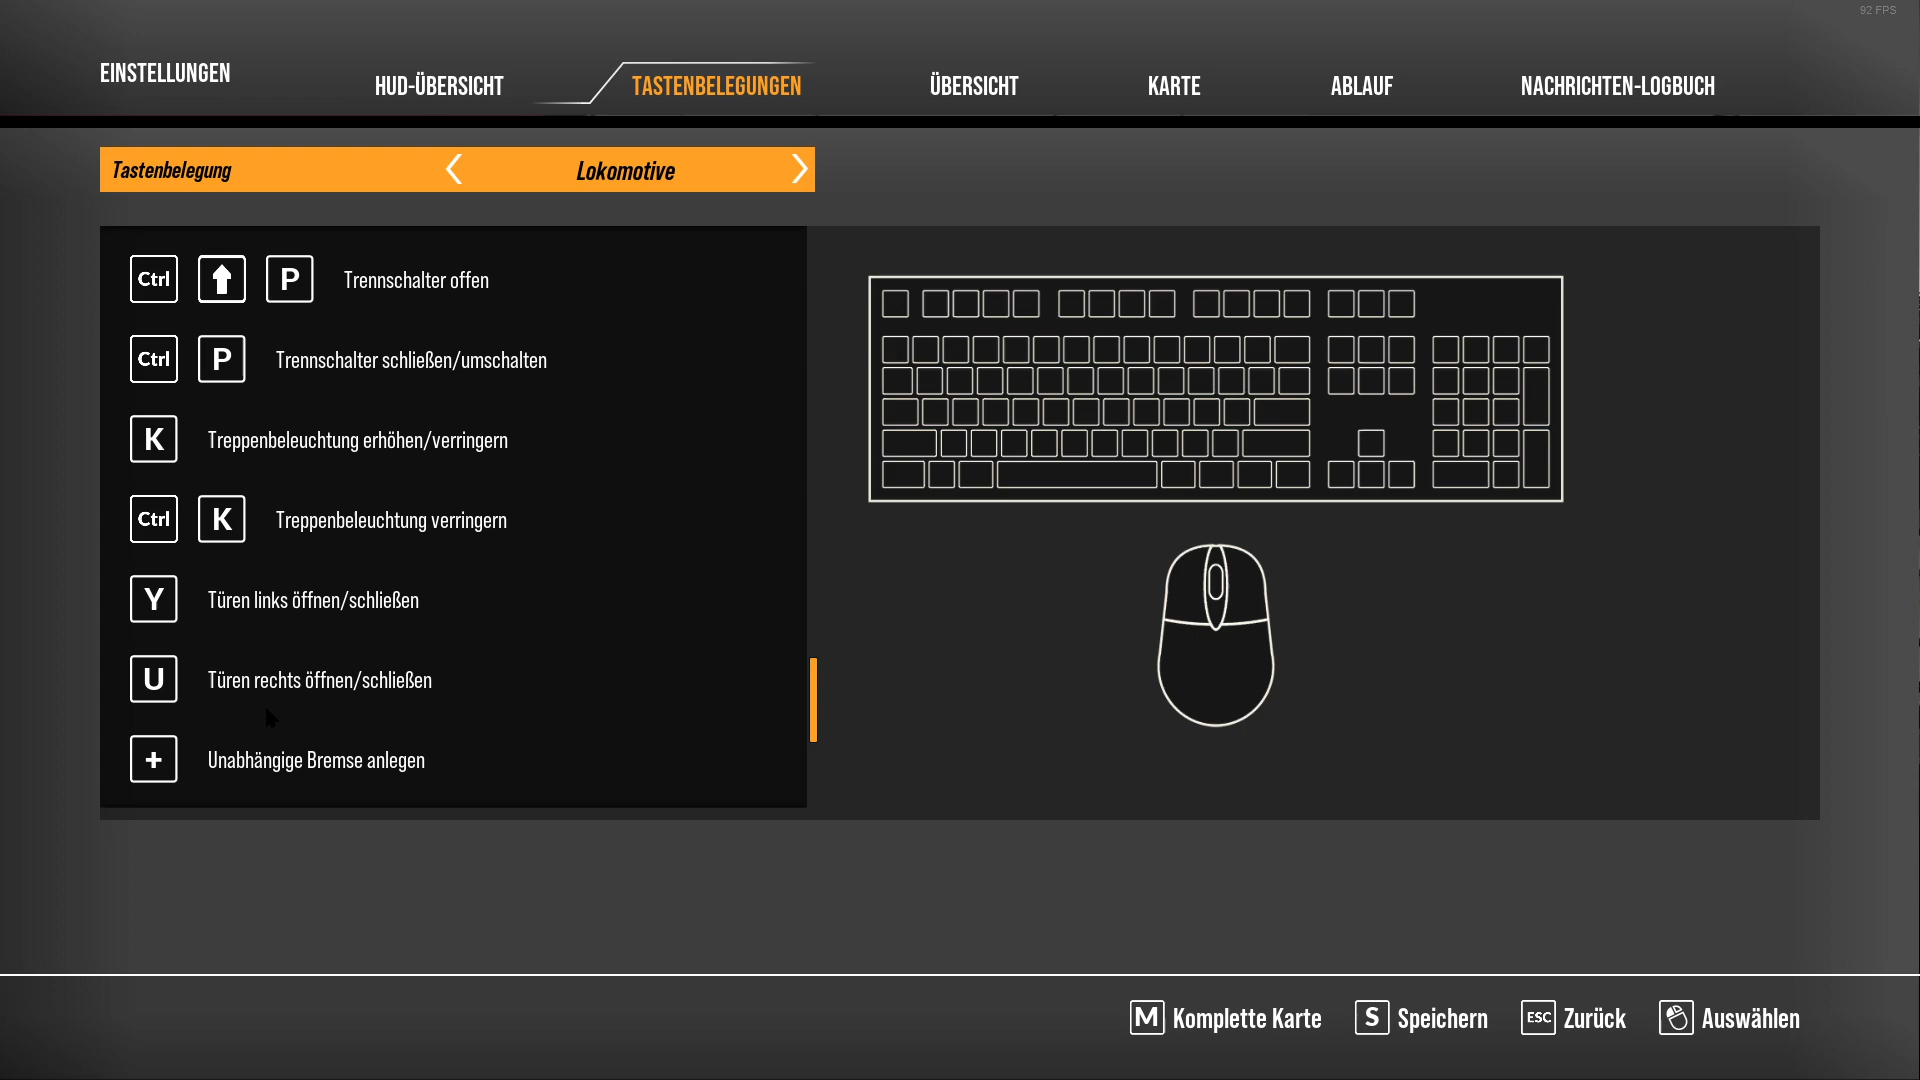 92 FPS
EINSTELLUNGEN
HUD-ÜBERSICHT
TASTENBELEGUNGEN
ÜBERSICHT
KARTE
ABLAUF
NACHRICHTEN-LOGBUCH
Tastenbelegung
Lokomotive
Ctrl P Trennschalter offen
Ctrl P Trennschalter schließen/umschalten
K Treppenbeleuchtung erhöhen/verringern
Ctrl K Treppenbeleuchtung verringern
Y Türen links öffnen/schließen
U Türen rechts öffnen/schließen
+ Unabhängige Bremse anlegen
M Komplette Karte
S Speichern
ESC Zurück
Auswählen